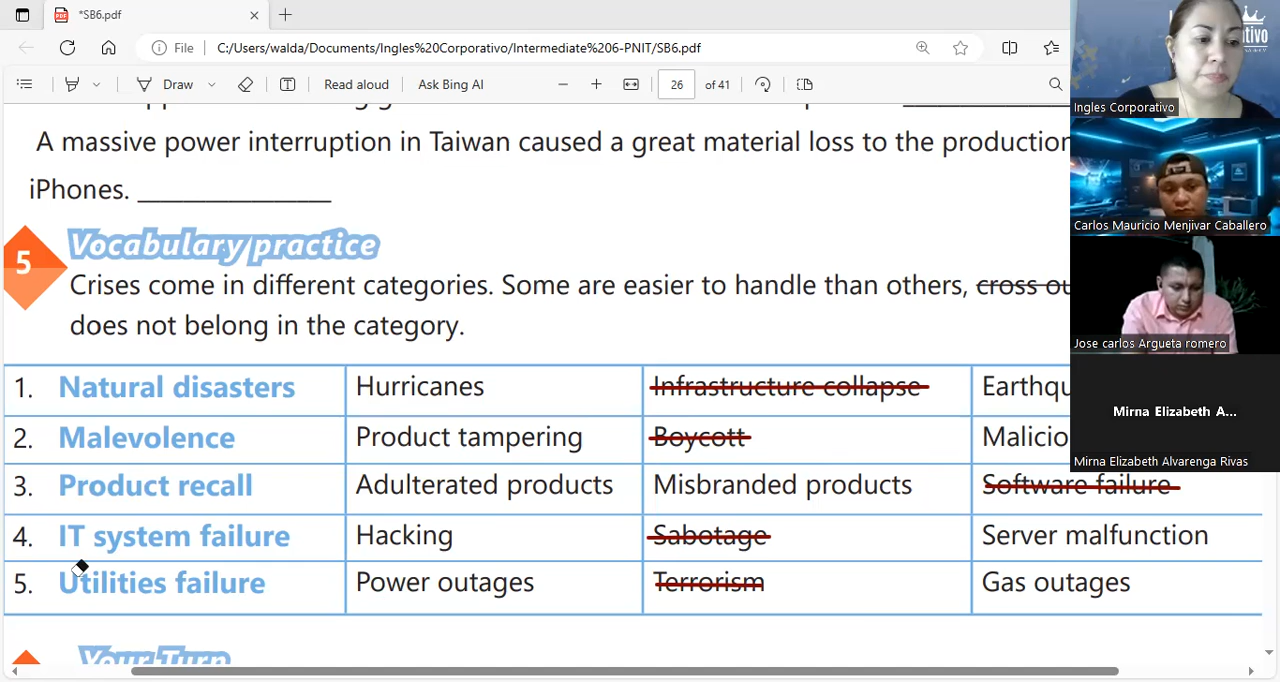 *SB6.pdf
File C:/Users/walda/Documents/Ingles%20Corporativo/Intermediate%206-PNIT/SB6.pdf
Draw Read aloud Ask Bing AI 26 of 41
A massive power interruption in Taiwan caused a great material loss to the production
iPhones. ________________
5 Vocabulary practice
Crises come in different categories. Some are easier to handle than others, cross ou
does not belong in the category.
1. Natural disasters Hurricanes Infrastructure collapse Earthqu
2. Malevolence Product tampering Boycott Malicio
3. Product recall Adulterated products Misbranded products Software failure
4. IT system failure Hacking Sabotage Server malfunction
5. Utilities failure Power outages Terrorism Gas outages
Your Turn
Ingles Corporativo
Carlos Mauricio Menjivar Caballero
Jose carlos Argueta romero
Mirna Elizabeth A...
Mirna Elizabeth Alvarenga Rivas